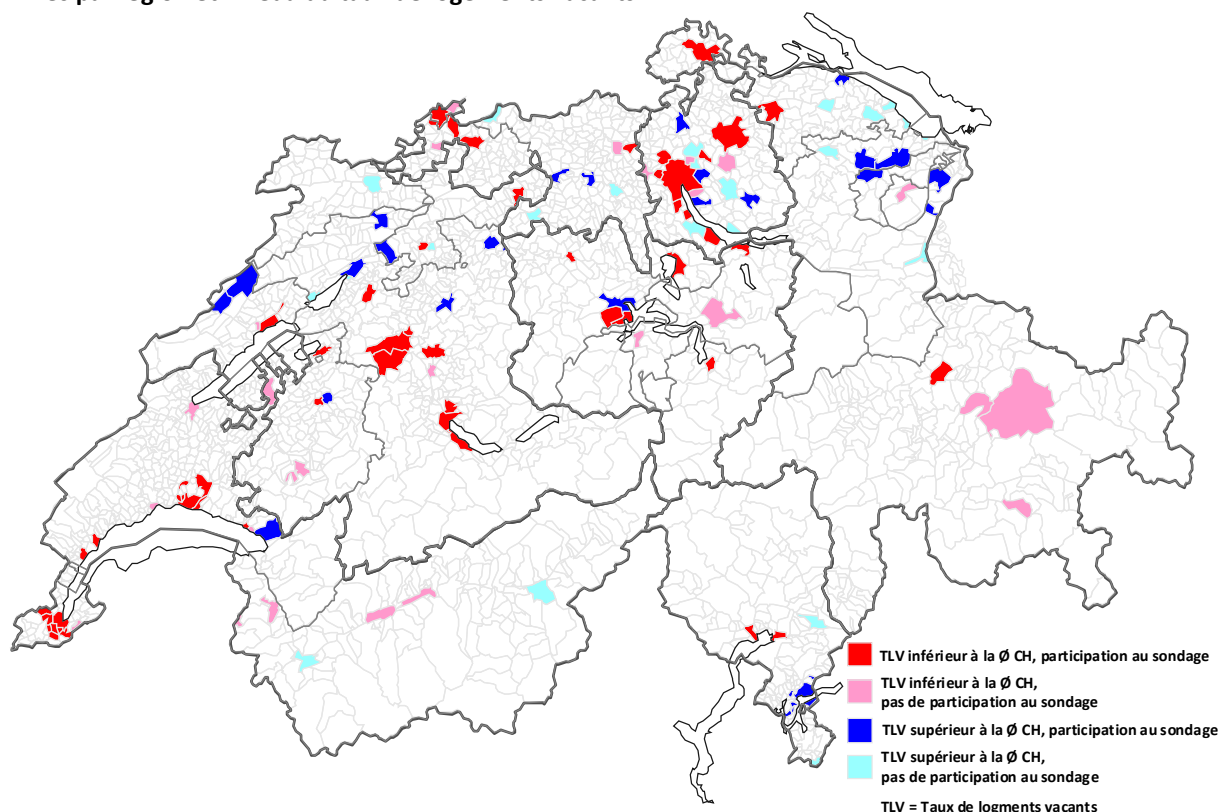 TLV inférieur à la Ø CH, participation au sondage
TLV inférieur à la Ø CH,
pas de participation au sondage
TLV supérieur à la Ø CH, participation au sondage
TLV supérieur à la Ø CH,
pas de participation au sondage
TLV = Taux de logments vacants